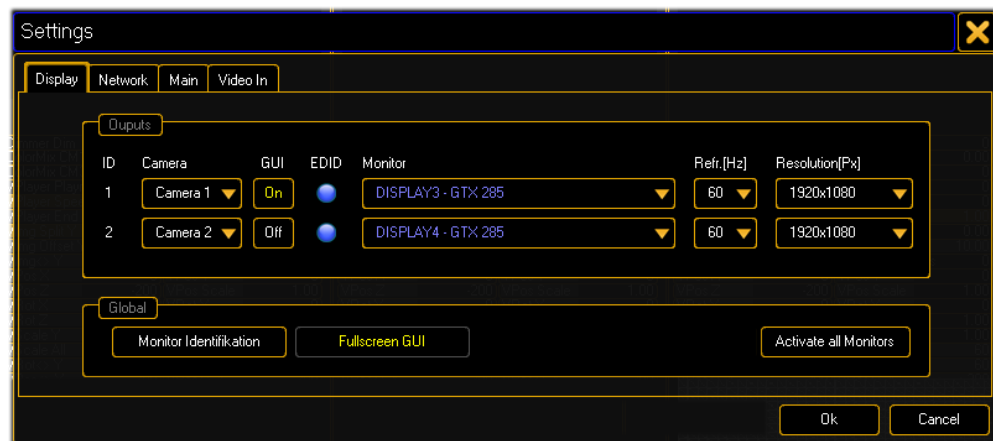 Settings
Display Network Main Video In
Ouputs
ID Camera GUI EDID Monitor Refr.[Hz] Resolution[Px]
1 Camera 1 On DISPLAY3 - GTX 285 60 1920x1080
2 Camera 2 Off DISPLAY4 - GTX 285 60 1920x1080
Global
Monitor Identifikation Fullscreen GUI Activate all Monitors
Ok Cancel